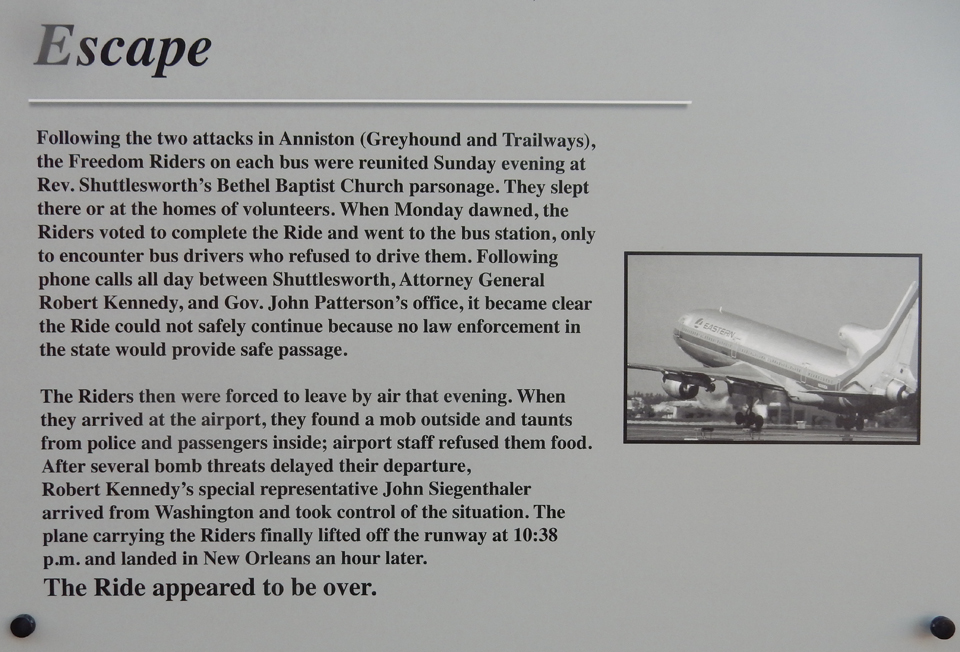 Escape
Following the two attacks in Anniston (Greyhound and Trailways),
the Freedom Riders on each bus were reunited Sunday evening at
Rev. Shuttlesworth's Bethel Baptist Church parsonage. They slept
there or at the homes of volunteers. When Monday dawned, the
Riders voted to complete the Ride and went to the bus station, only
to encounter bus drivers who refused to drive them. Following
phone calls all day between Shuttlesworth, Attorney General
Robert Kennedy, and Gov. John Patterson's office, it became clear
the Ride could not safely continue because no law enforcement in
the state would provide safe passage.
The Riders then were forced to leave by air that evening. When
they arrived at the airport, they found a mob outside and taunts
from police and passengers inside; airport staff refused them food.
After several bomb threats delayed their departure,
Robert Kennedy's special representative John Siegenthaler
arrived from Washington and took control of the situation. The
plane carrying the Riders finally lifted off the runway at 10:38
p.m. and landed in New Orleans an hour later.
The Ride appeared to be over.
EASTERN